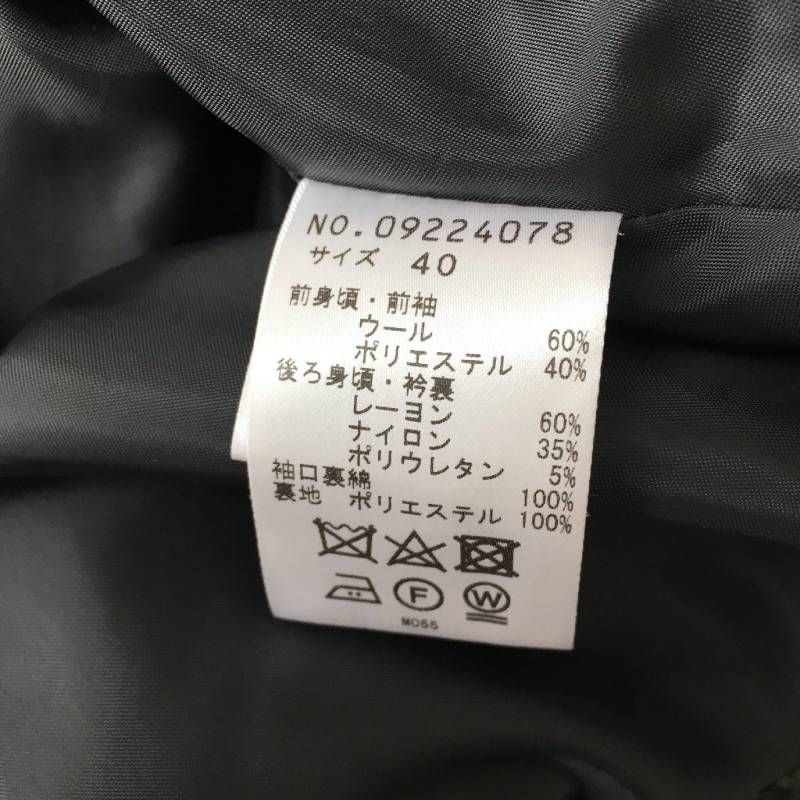 NO.09224078
サイズ 40
前身頃・前袖
ウール 60%
ポリエステル 40%
後ろ身頃・衿裏
レーヨン 60%
ナイロン 35%
ポリウレタン 5%
袖口裏綿 100%
裏地 ポリエステル 100%
F W
M055